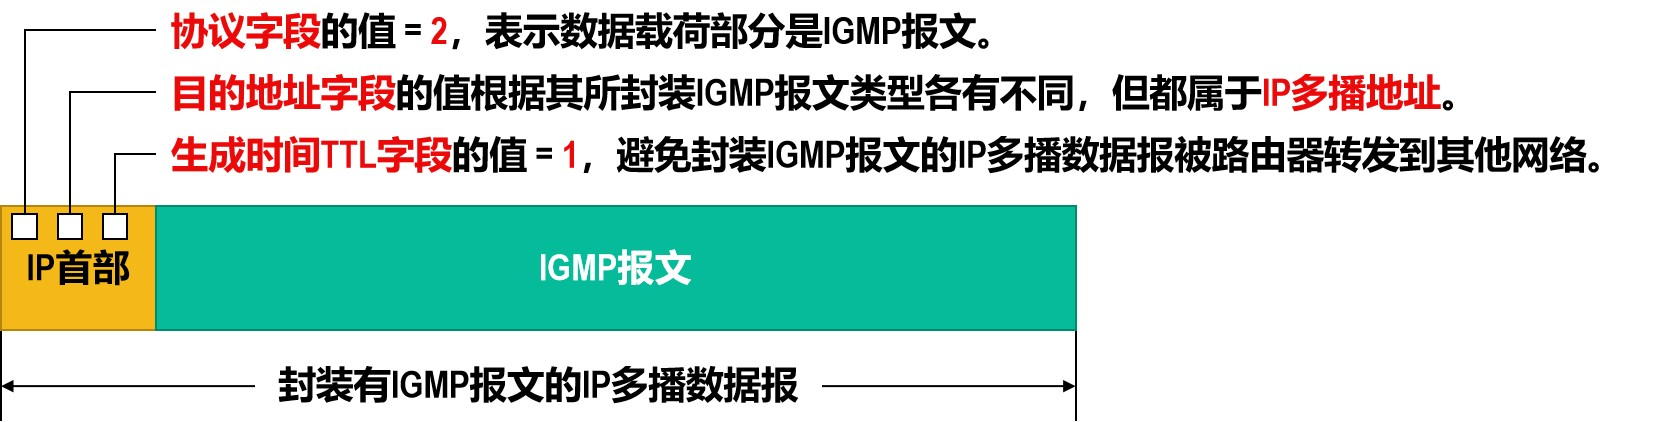 协议字段的值 = 2，表示数据载荷部分是IGMP报文。
目的地址字段的值根据其所封装IGMP报文类型各有不同，但都属于IP多播地址。
生成时间TTL字段的值 = 1，避免封装IGMP报文的IP多播数据报被路由器转发到其他网络。
IP首部
IGMP报文
封装有IGMP报文的IP多播数据报